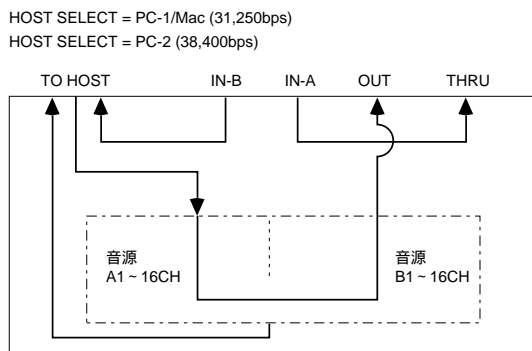 HOST SELECT = PC-1/Mac (31,250bps)
HOST SELECT = PC-2 (38,400bps)
TO HOST IN-B IN-A OUT THRU
音源 音源
A1 ~ 16CH B1 ~ 16CH